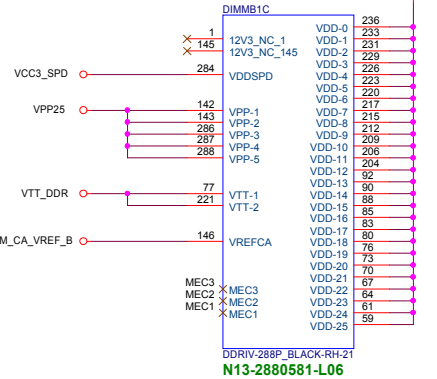 DIMMB1C
1 12V3_NC_1
145 12V3_NC_145
VCC3_SPD 284 VDDSPD
VPP25 142 VPP-1
143 VPP-2
286 VPP-3
287 VPP-4
288 VPP-5
VTT_DDR 77 VTT-1
221 VTT-2
M_CA_VREF_B 146 VREFCA
MEC3 MEC3
MEC2 MEC2
MEC1 MEC1
VDD-0 236
VDD-1 233
VDD-2 231
VDD-3 229
VDD-4 226
VDD-5 223
VDD-6 220
VDD-7 217
VDD-8 215
VDD-9 212
VDD-10 209
VDD-11 206
VDD-12 204
VDD-13 92
VDD-14 90
VDD-15 88
VDD-16 85
VDD-17 83
VDD-18 80
VDD-19 76
VDD-20 73
VDD-21 70
VDD-22 67
VDD-23 64
VDD-24 61
VDD-25 59
DDRIV-288P_BLACK-RH-21
N13-2880581-L06